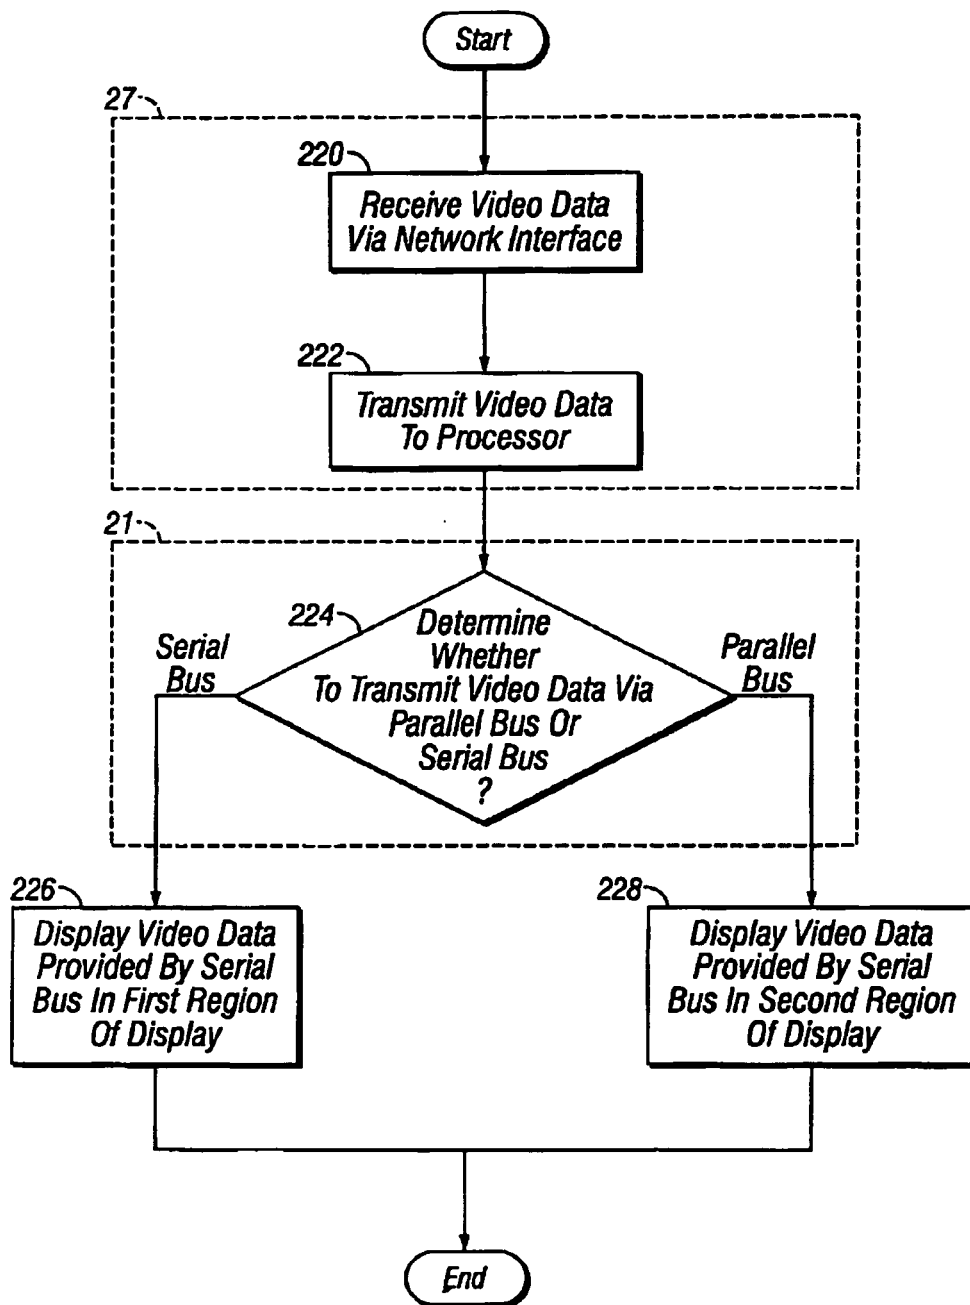 Start
27
220
Receive Video Data
Via Network Interface
222
Transmit Video Data
To Processor
21
224
Determine
Whether
To Transmit Video Data Via
Parallel Bus Or
Serial Bus
?
Serial
Bus
Parallel
Bus
226
Display Video Data
Provided By Serial
Bus In First Region
Of Display
228
Display Video Data
Provided By Serial
Bus In Second Region
Of Display
End